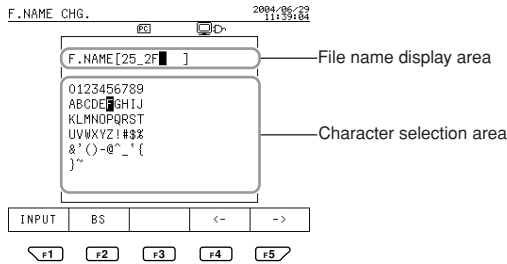 F.NAME CHG.
2004/06/29
11:39:04
PC
F.NAME[25_2F ]
File name display area
0123456789
ABCDEFGHIJ
KLMNOPQRST
UVWXYZ!#$%
&'()-@^_`{
}~
Character selection area
INPUT BS <- ->
F1 F2 F3 F4 F5